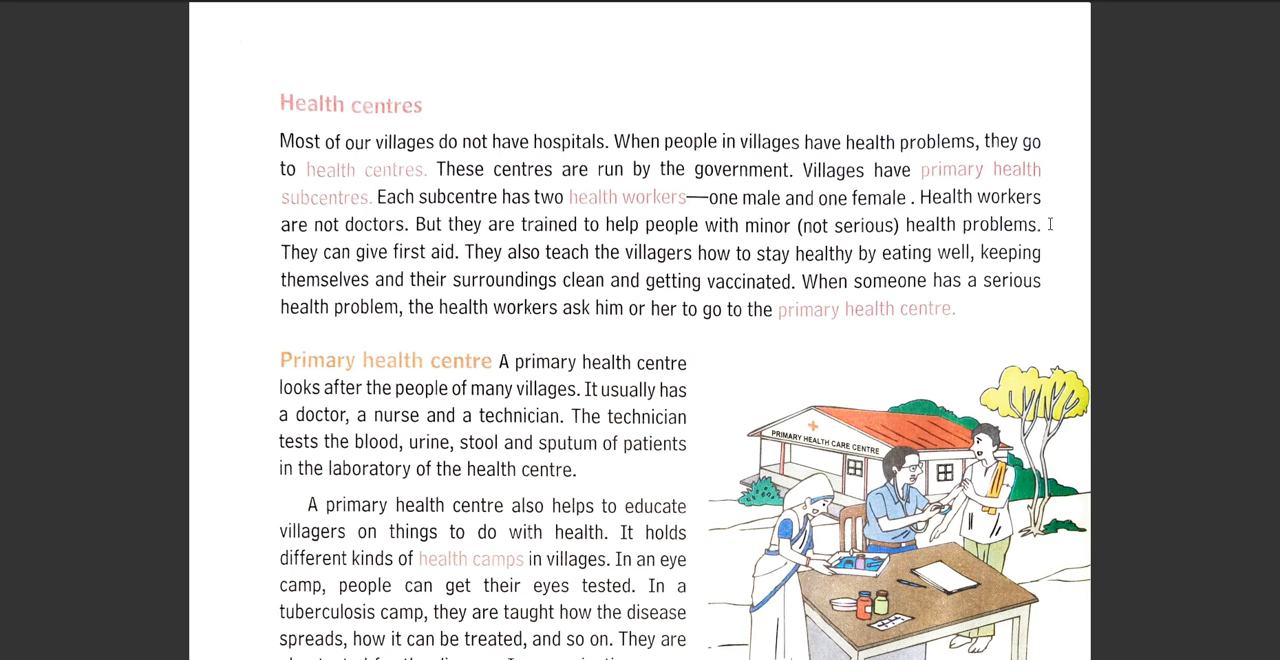 Health centres
Most of our villages do not have hospitals. When people in villages have health problems, they go
to health centres. These centres are run by the government. Villages have primary health
subcentres. Each subcentre has two health workers—one male and one female . Health workers
are not doctors. But they are trained to help people with minor (not serious) health problems.
They can give first aid. They also teach the villagers how to stay healthy by eating well, keeping
themselves and their surroundings clean and getting vaccinated. When someone has a serious
health problem, the health workers ask him or her to go to the primary health centre.
Primary health centre A primary health centre
looks after the people of many villages. It usually has
a doctor, a nurse and a technician. The technician
tests the blood, urine, stool and sputum of patients
in the laboratory of the health centre.
A primary health centre also helps to educate
villagers on things to do with health. It holds
different kinds of health camps in villages. In an eye
camp, people can get their eyes tested. In a
tuberculosis camp, they are taught how the disease
spreads, how it can be treated, and so on. They are
PRIMARY HEALTH CARE CENTRE